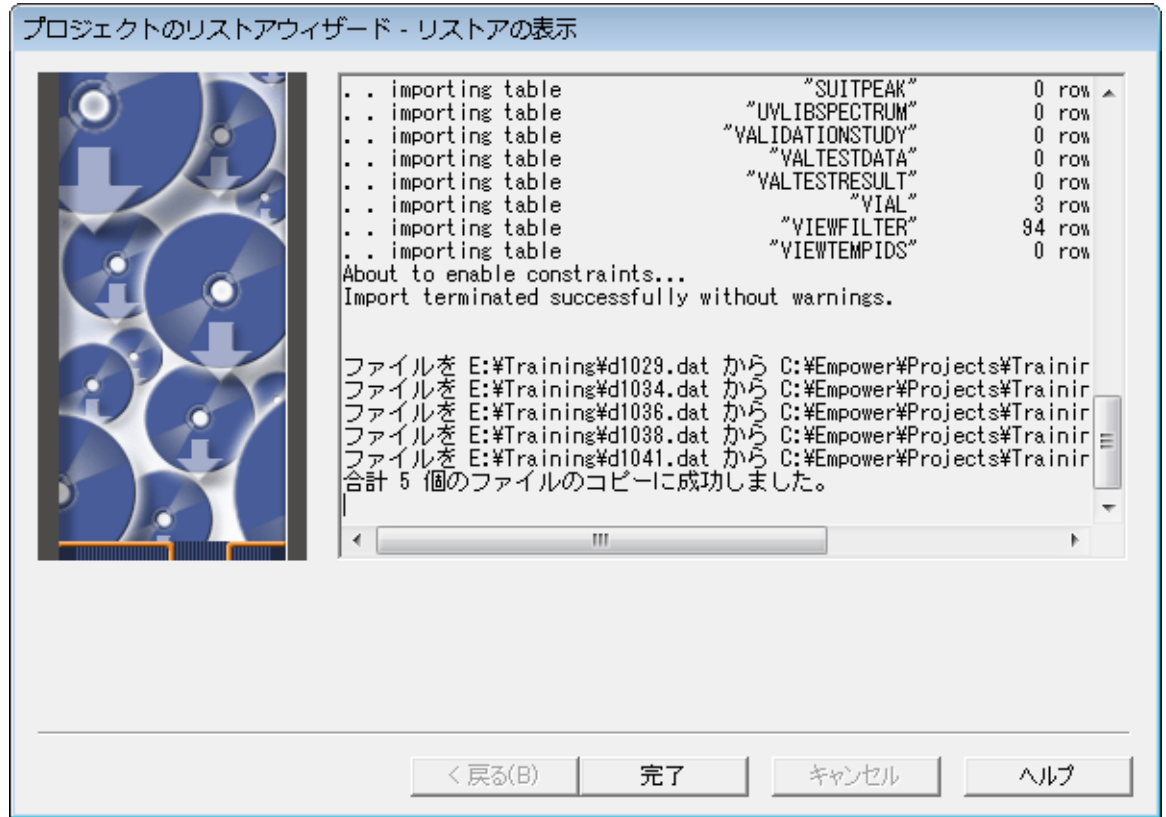 プロジェクトのリストアウィザード - リストアの表示
. . importing table "SUITPEAK" 0 row
. . importing table "UVLIBSPECTRUM" 0 row
. . importing table "VALIDATIONSTUDY" 0 row
. . importing table "VALTESTDATA" 0 row
. . importing table "VALTESTRESULT" 0 row
. . importing table "VIAL" 3 row
. . importing table "VIEWFILTER" 94 row
. . importing table "VIEWTEMPIDS" 0 row
About to enable constraints...
Import terminated successfully without warnings.
ファイルを E:¥Training¥d1029.dat から C:¥Empower¥Projects¥Trainir
ファイルを E:¥Training¥d1034.dat から C:¥Empower¥Projects¥Trainir
ファイルを E:¥Training¥d1036.dat から C:¥Empower¥Projects¥Trainir
ファイルを E:¥Training¥d1038.dat から C:¥Empower¥Projects¥Trainir
ファイルを E:¥Training¥d1041.dat から C:¥Empower¥Projects¥Trainir
合計 5 個のファイルのコピーに成功しました。
< 戻る(B) 完了 キャンセル ヘルプ